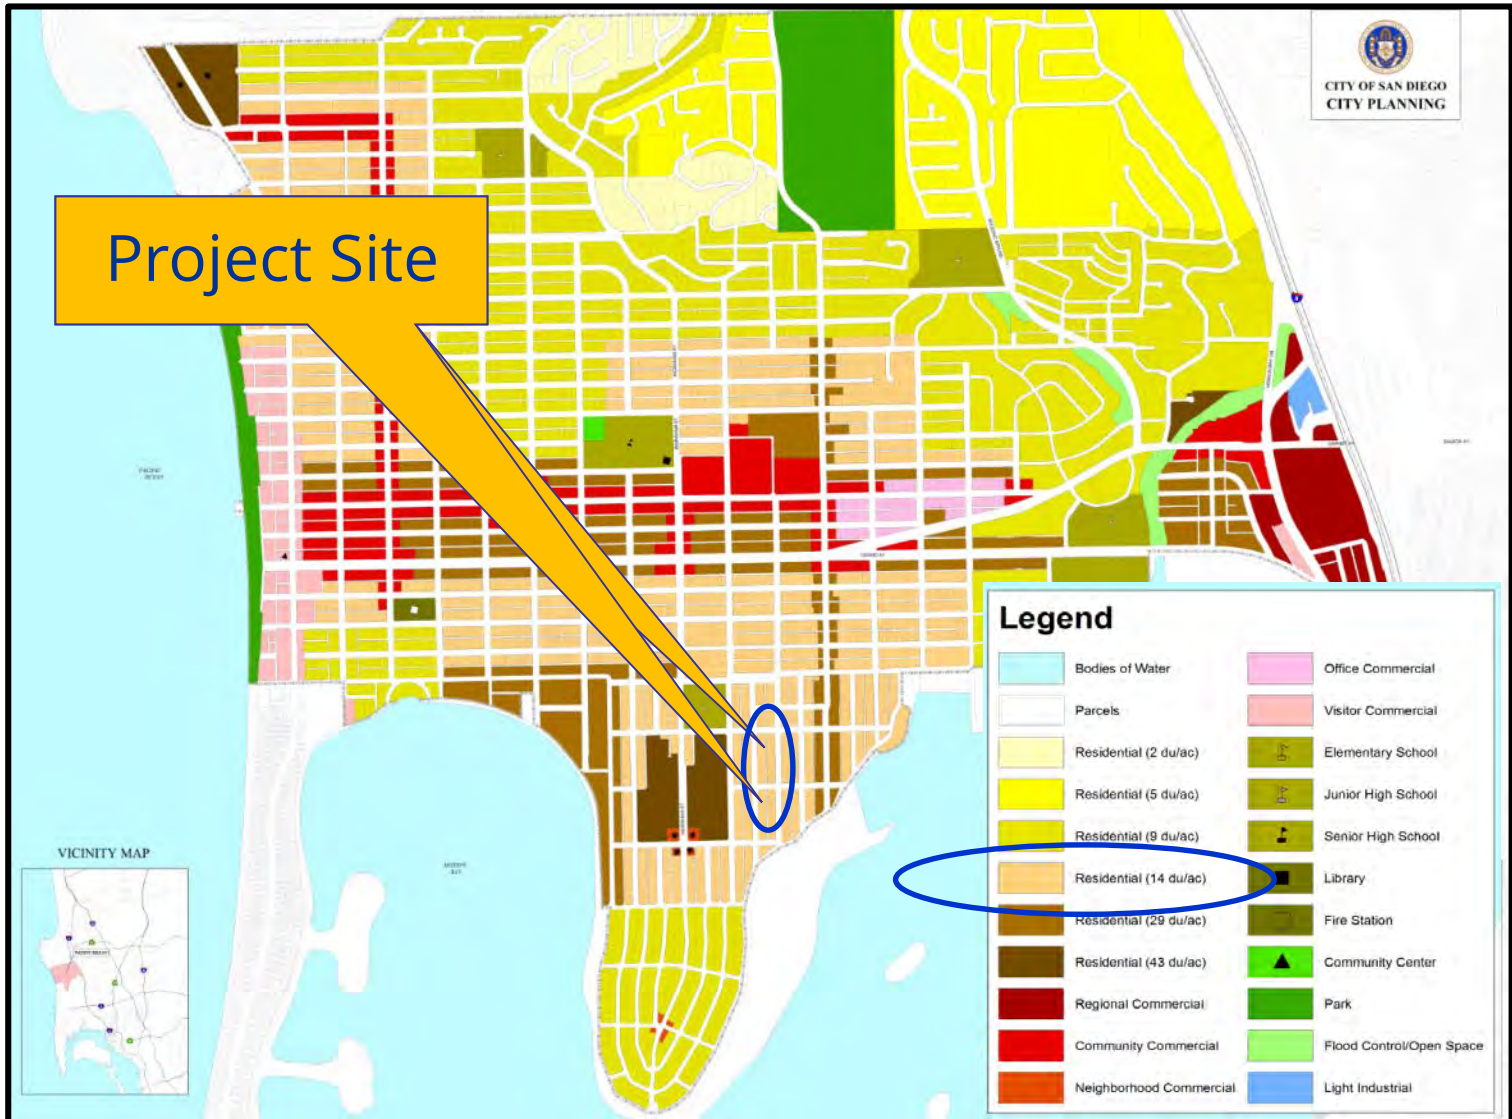 CITY OF SAN DIEGO
CITY PLANNING
Project Site
Legend
Bodies of Water
Parcels
Residential (2 du/ac)
Residential (5 du/ac)
Residential (9 du/ac)
Residential (14 du/ac)
Residential (29 du/ac)
Residential (43 du/ac)
Regional Commercial
Community Commercial
Neighborhood Commercial
Office Commercial
Visitor Commercial
Elementary School
Junior High School
Senior High School
Library
Fire Station
Community Center
Park
Flood Control/Open Space
Light Industrial
VICINITY MAP